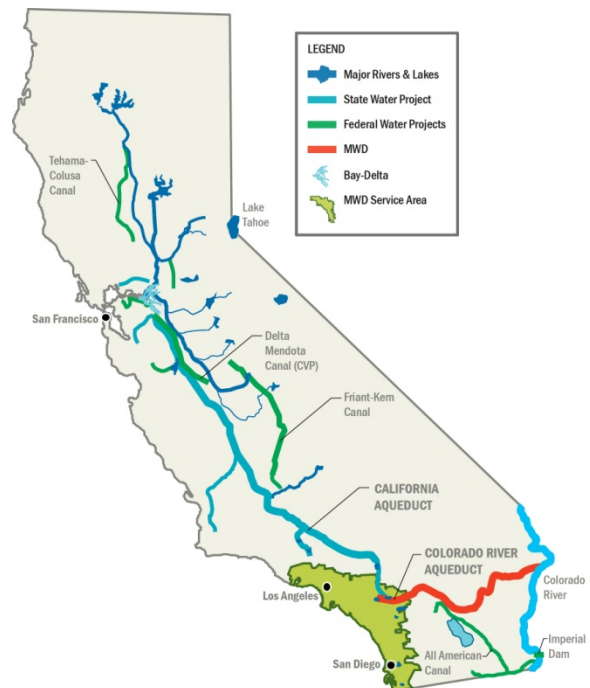 LEGEND
Major Rivers & Lakes
State Water Project
Federal Water Projects
MWD
Bay-Delta
MWD Service Area
Tehama-
Colusa
Canal
Lake
Tahoe
San Francisco
Delta
Mendota
Canal (CVP)
Friant-Kern
Canal
CALIFORNIA
AQUEDUCT
COLORADO RIVER
AQUEDUCT
Los Angeles
Colorado
River
Imperial
Dam
All American
Canal
San Diego